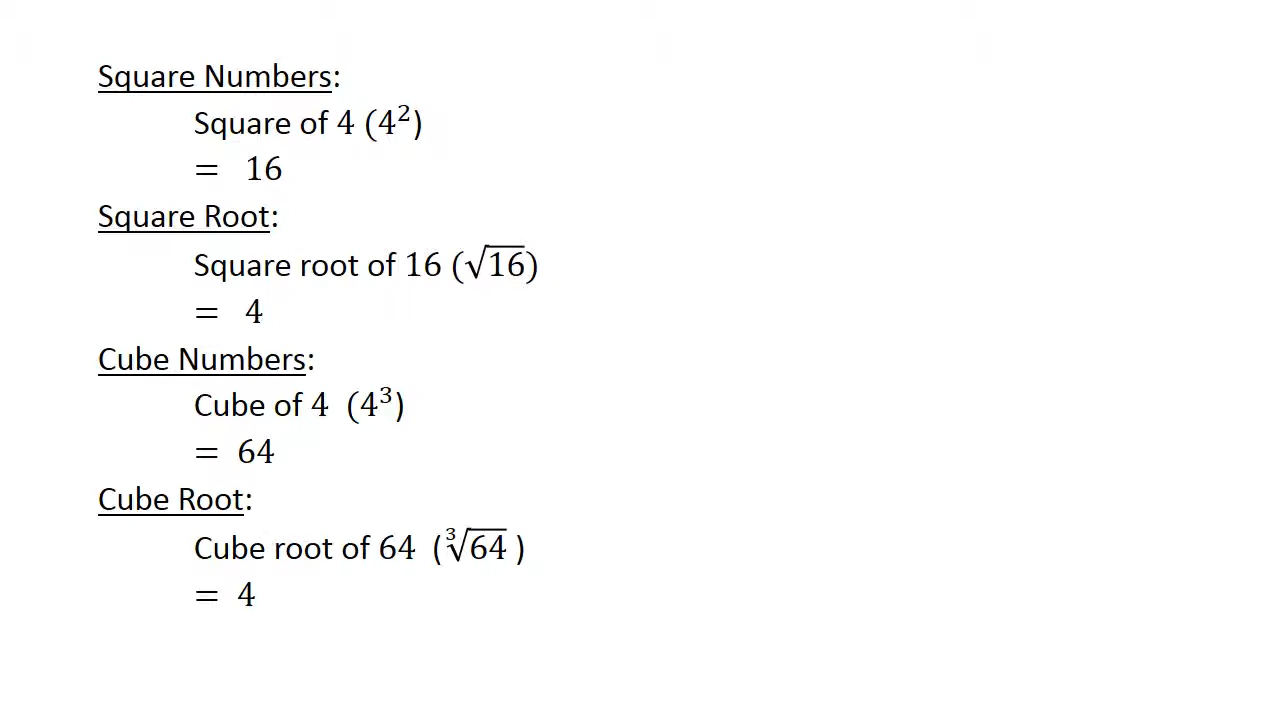 Square Numbers:
Square of 4 (4²)
= 16
Square Root:
Square root of 16 (√16)
= 4
Cube Numbers:
Cube of 4 (4³)
= 64
Cube Root:
Cube root of 64 (∛64 )
= 4